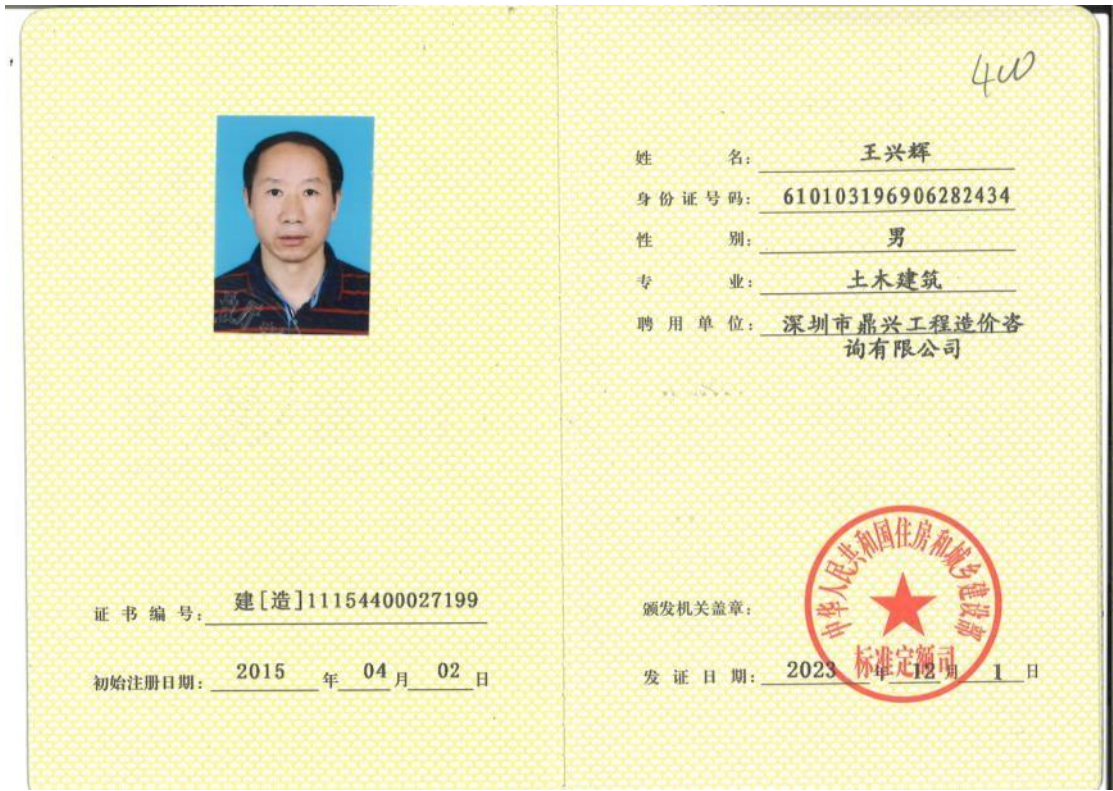 400
姓 名: 王兴辉
身份证号码: 610103196906282434
性 别: 男
专 业: 土木建筑
聘用单位: 深圳市鼎兴工程造价咨
询有限公司
证书编号: 建[造]11154400027199
初始注册日期: 2015 年 04 月 02 日
颁发机关盖章:
中华人民共和国住房和城乡建设部
标准定额司
发证日期: 2023 年 12 月 1 日